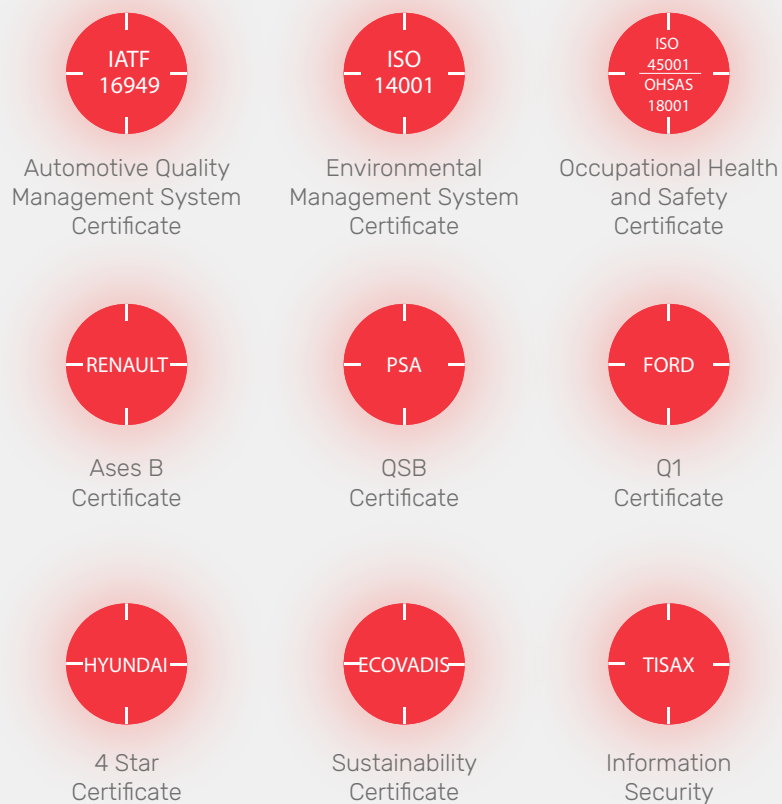 IATF
16949
Automotive Quality
Management System
Certificate
ISO
14001
Environmental
Management System
Certificate
ISO
45001
OHSAS
18001
Occupational Health
and Safety
Certificate
RENAULT
Ases B
Certificate
PSA
QSB
Certificate
FORD
Q1
Certificate
HYUNDAI
4 Star
Certificate
ECOVADIS
Sustainability
Certificate
TISAX
Information
Security